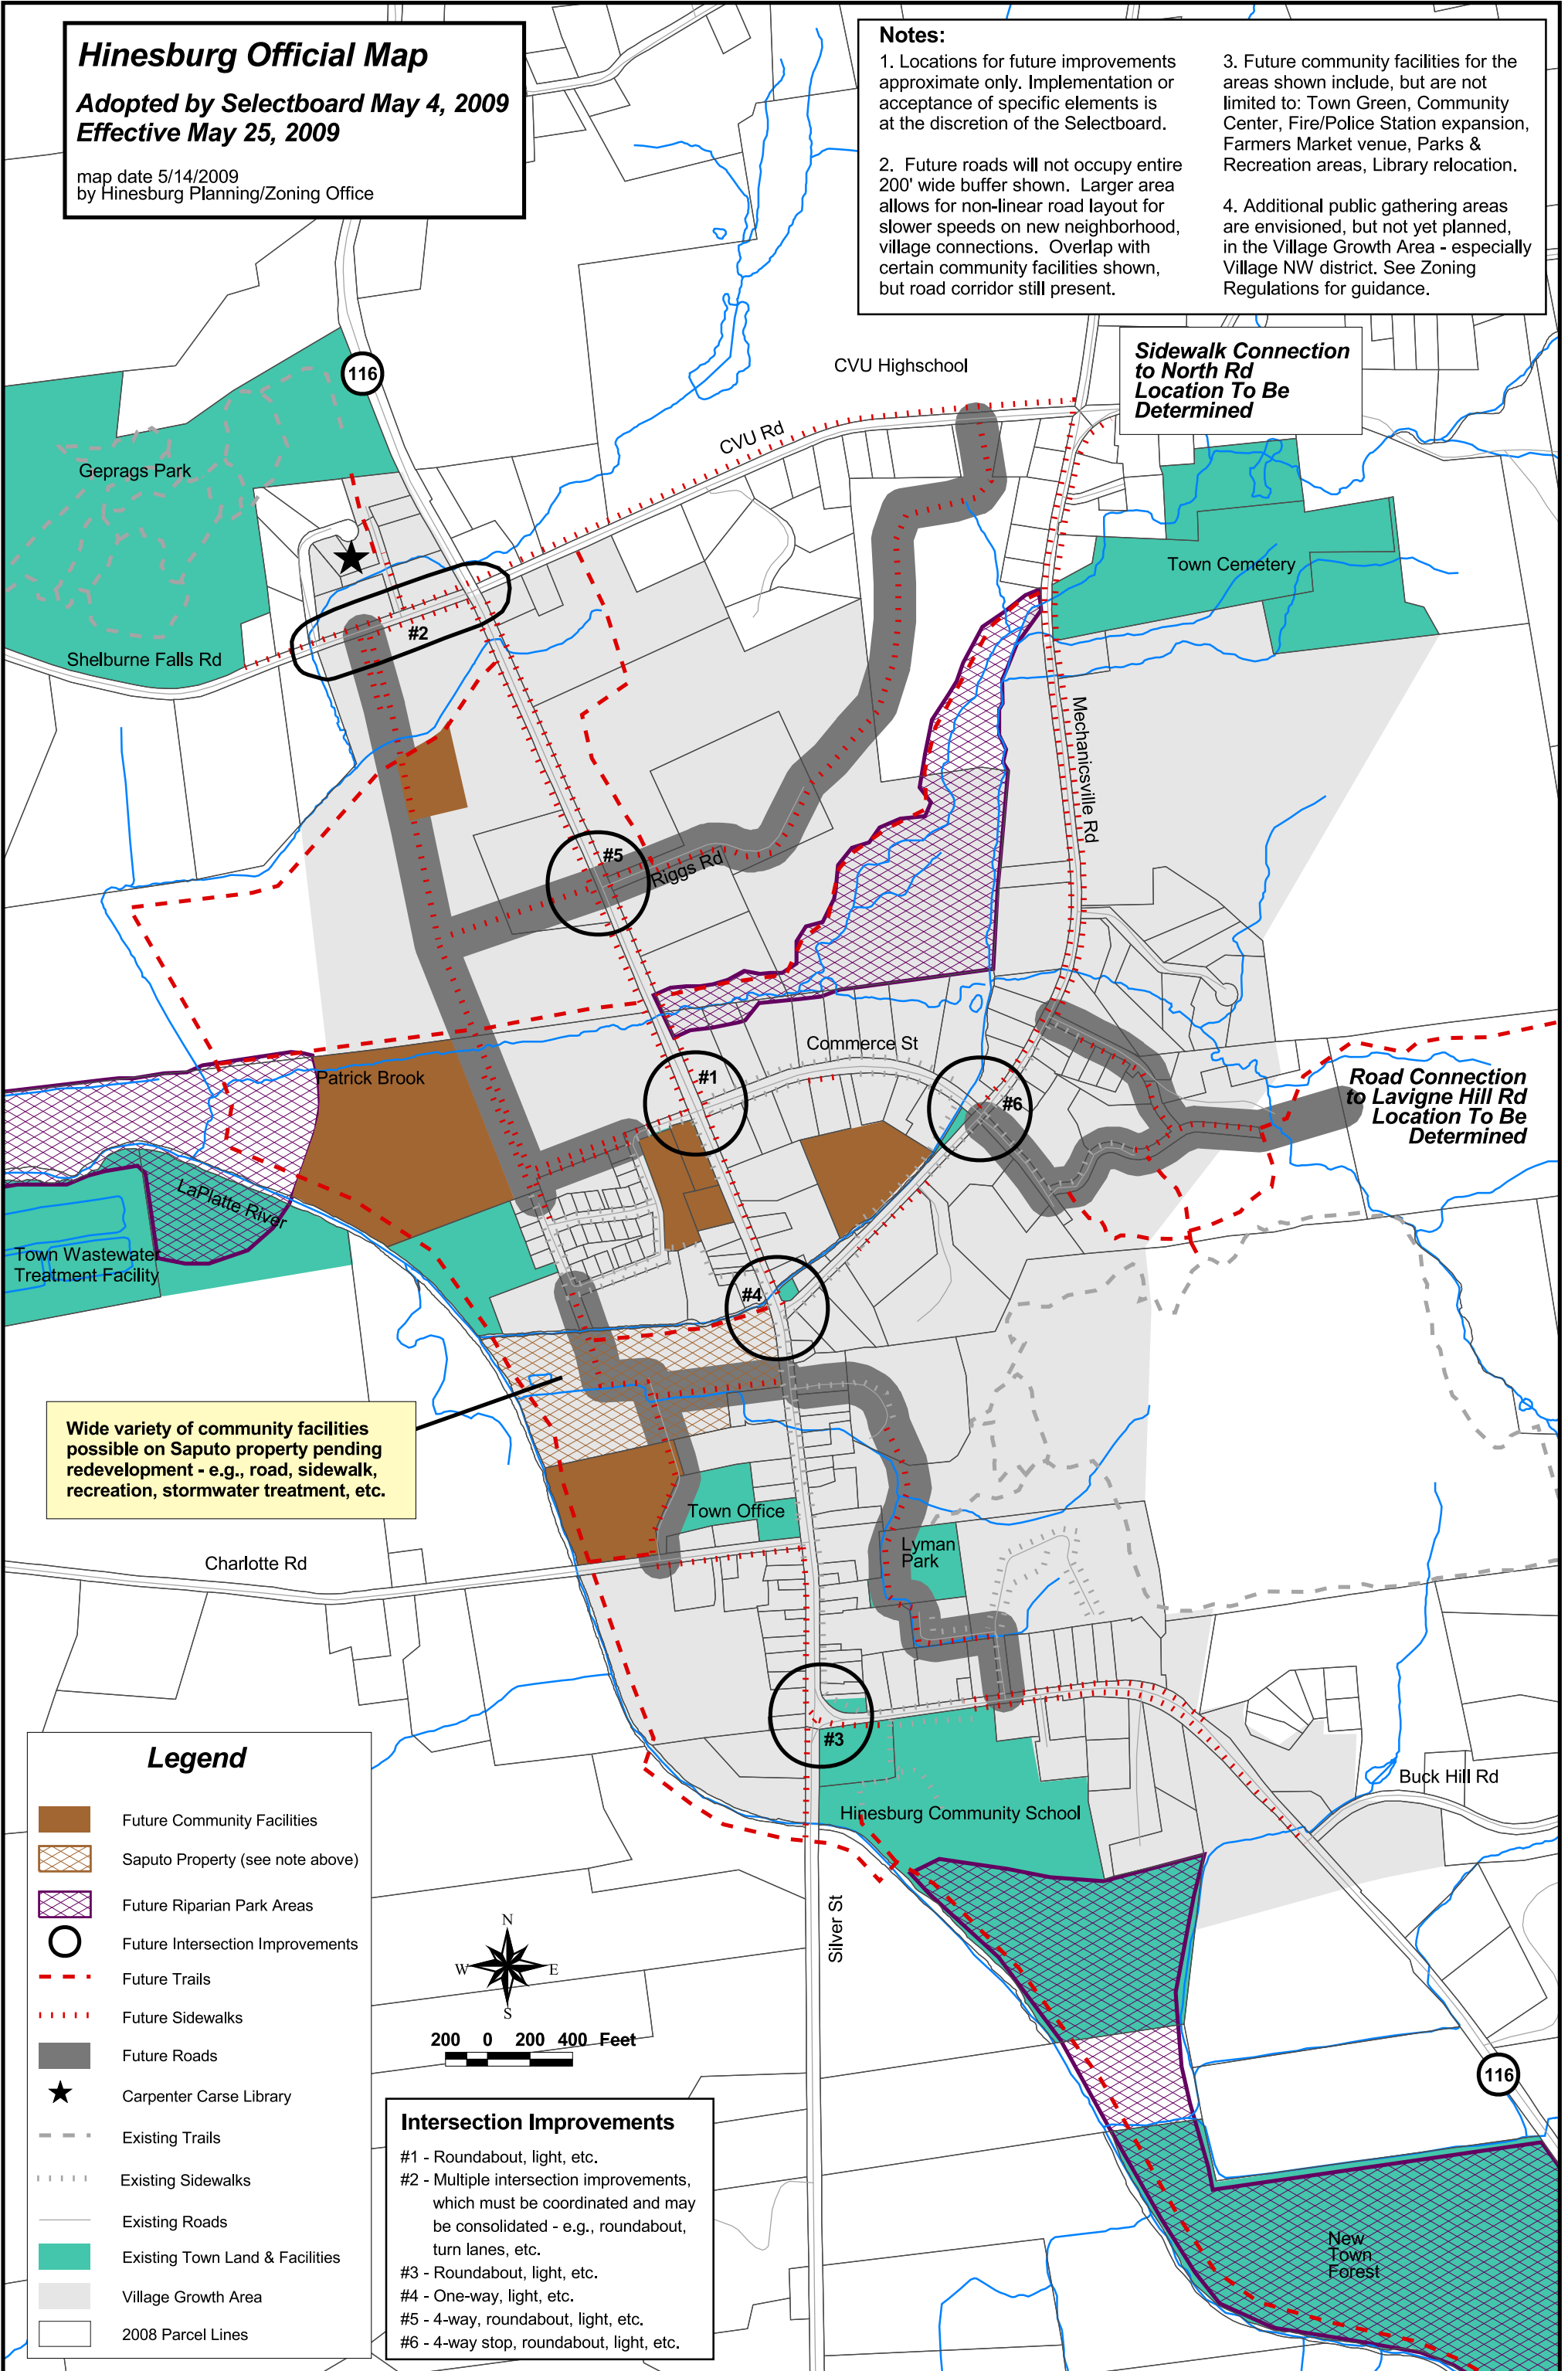 Hinesburg Official Map
Adopted by Selectboard May 4, 2009
Effective May 25, 2009
map date 5/14/2009
by Hinesburg Planning/Zoning Office
Notes:
1. Locations for future improvements
approximate only. Implementation or
acceptance of specific elements is
at the discretion of the Selectboard.
2. Future roads will not occupy entire
200' wide buffer shown. Larger area
allows for non-linear road layout for
slower speeds on new neighborhood,
village connections. Overlap with
certain community facilities shown,
but road corridor still present.
3. Future community facilities for the
areas shown include, but are not
limited to: Town Green, Community
Center, Fire/Police Station expansion,
Farmers Market venue, Parks &
Recreation areas, Library relocation.
4. Additional public gathering areas
are envisioned, but not yet planned,
in the Village Growth Area - especially
Village NW district. See Zoning
Regulations for guidance.
Sidewalk Connection
to North Rd
Location To Be
Determined
CVU Highschool
116
CVU Rd
Geprags Park
Town Cemetery
#2
Shelburne Falls Rd
Mechanicsville Rd
#5
Riggs Rd
Commerce St
Patrick Brook
#1
#6
Road Connection
to Lavigne Hill Rd
Location To Be
Determined
LaPlatte River
Town Wastewater
Treatment Facility
#4
Wide variety of community facilities
possible on Saputo property pending
redevelopment - e.g., road, sidewalk,
recreation, stormwater treatment, etc.
Town Office
Lyman
Park
Charlotte Rd
#3
Buck Hill Rd
Hinesburg Community School
Silver St
116
New
Town
Forest
Legend
Future Community Facilities
Saputo Property (see note above)
Future Riparian Park Areas
Future Intersection Improvements
Future Trails
Future Sidewalks
Future Roads
Carpenter Carse Library
Existing Trails
Existing Sidewalks
Existing Roads
Existing Town Land & Facilities
Village Growth Area
2008 Parcel Lines
N
W E
S
200 0 200 400 Feet
Intersection Improvements
#1 - Roundabout, light, etc.
#2 - Multiple intersection improvements,
which must be coordinated and may
be consolidated - e.g., roundabout,
turn lanes, etc.
#3 - Roundabout, light, etc.
#4 - One-way, light, etc.
#5 - 4-way, roundabout, light, etc.
#6 - 4-way stop, roundabout, light, etc.